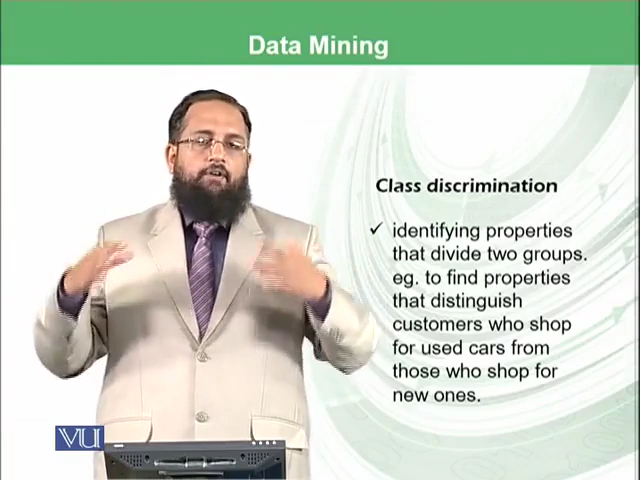 Data Mining
Class discrimination
✓ identifying properties
that divide two groups.
eg. to find properties
that distinguish
customers who shop
for used cars from
those who shop for
new ones.
VU